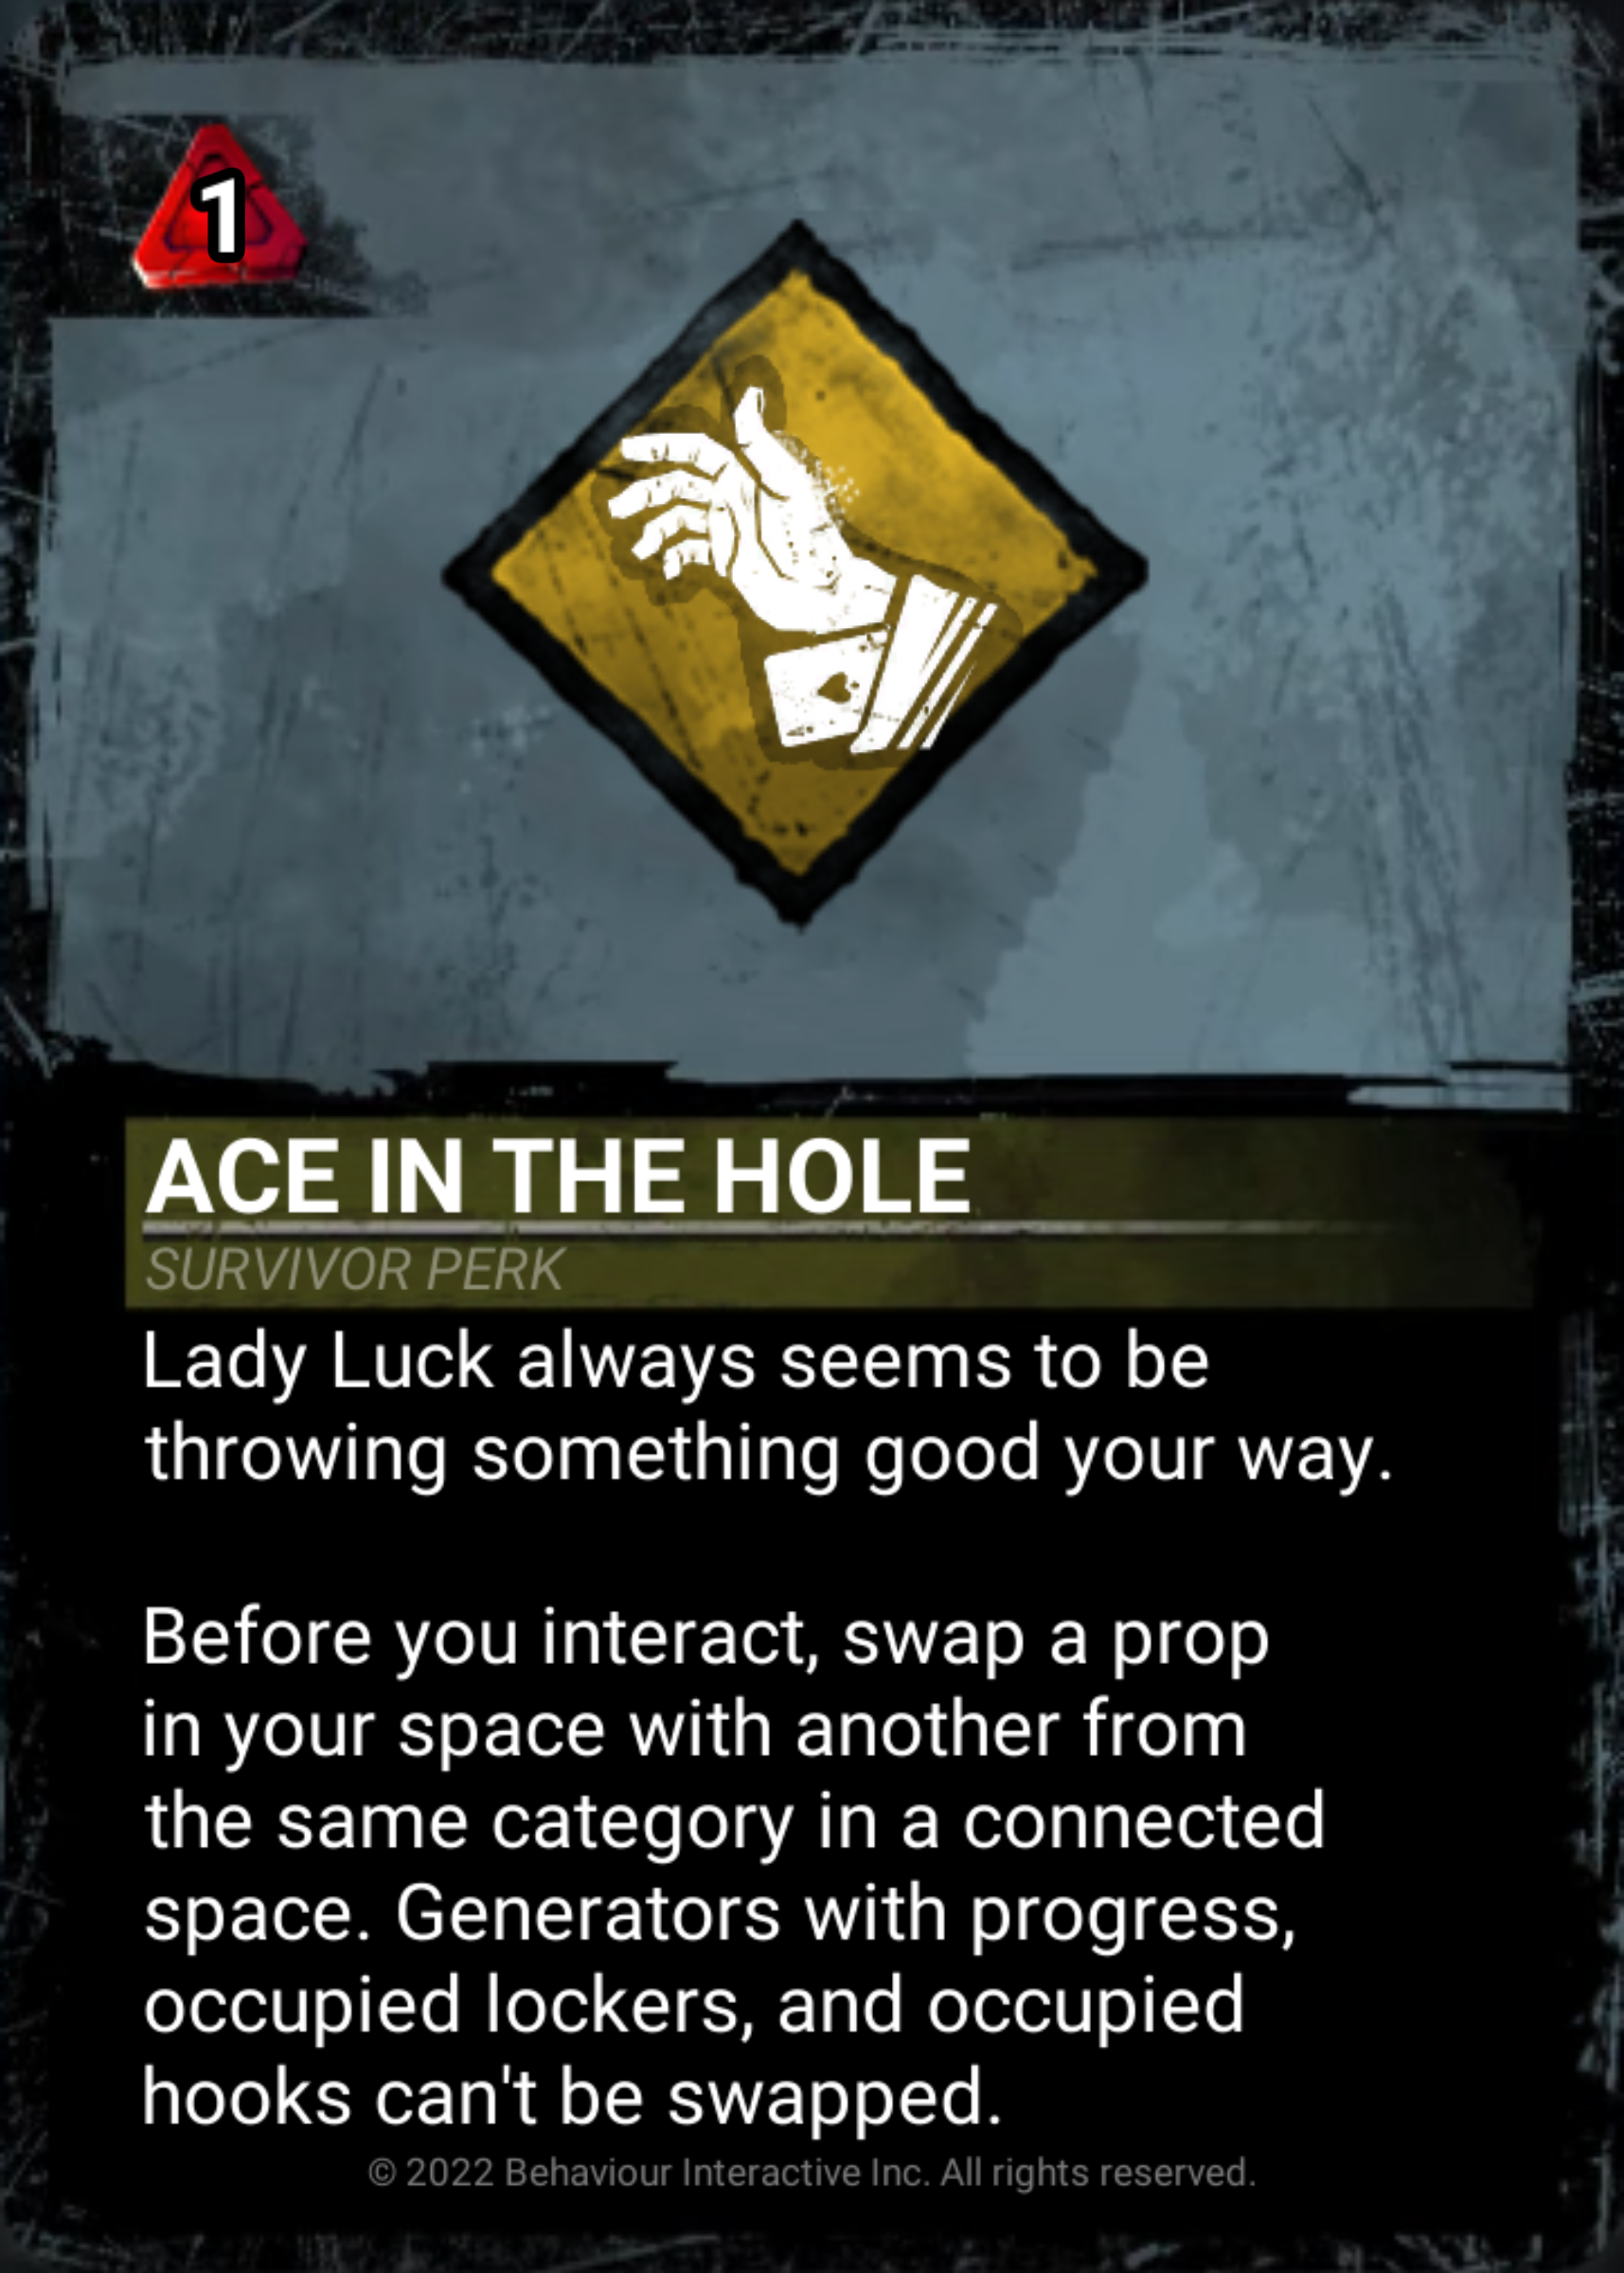 1
ACE IN THE HOLE
SURVIVOR PERK
Lady Luck always seems to be
throwing something good your way.
Before you interact, swap a prop
in your space with another from
the same category in a connected
space. Generators with progress,
occupied lockers, and occupied
hooks can't be swapped.
© 2022 Behaviour Interactive Inc. All rights reserved.